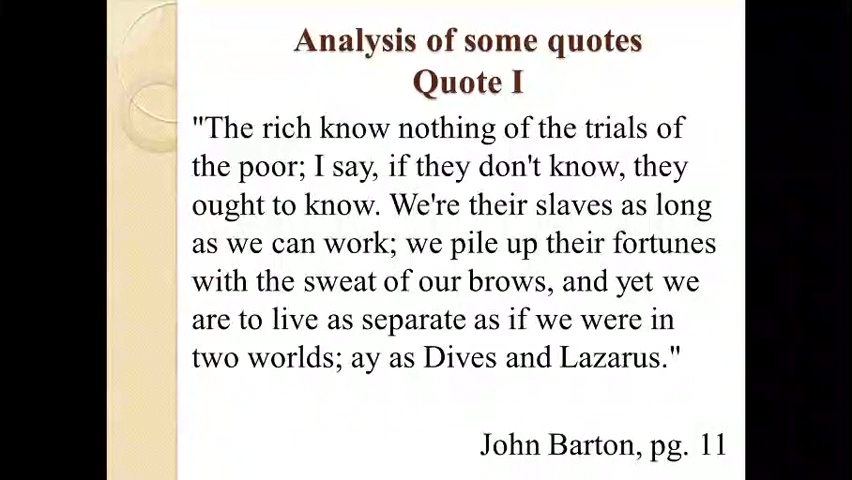 Analysis of some quotes
Quote I
"The rich know nothing of the trials of
the poor; I say, if they don't know, they
ought to know. We're their slaves as long
as we can work; we pile up their fortunes
with the sweat of our brows, and yet we
are to live as separate as if we were in
two worlds; ay as Dives and Lazarus."
John Barton, pg. 11